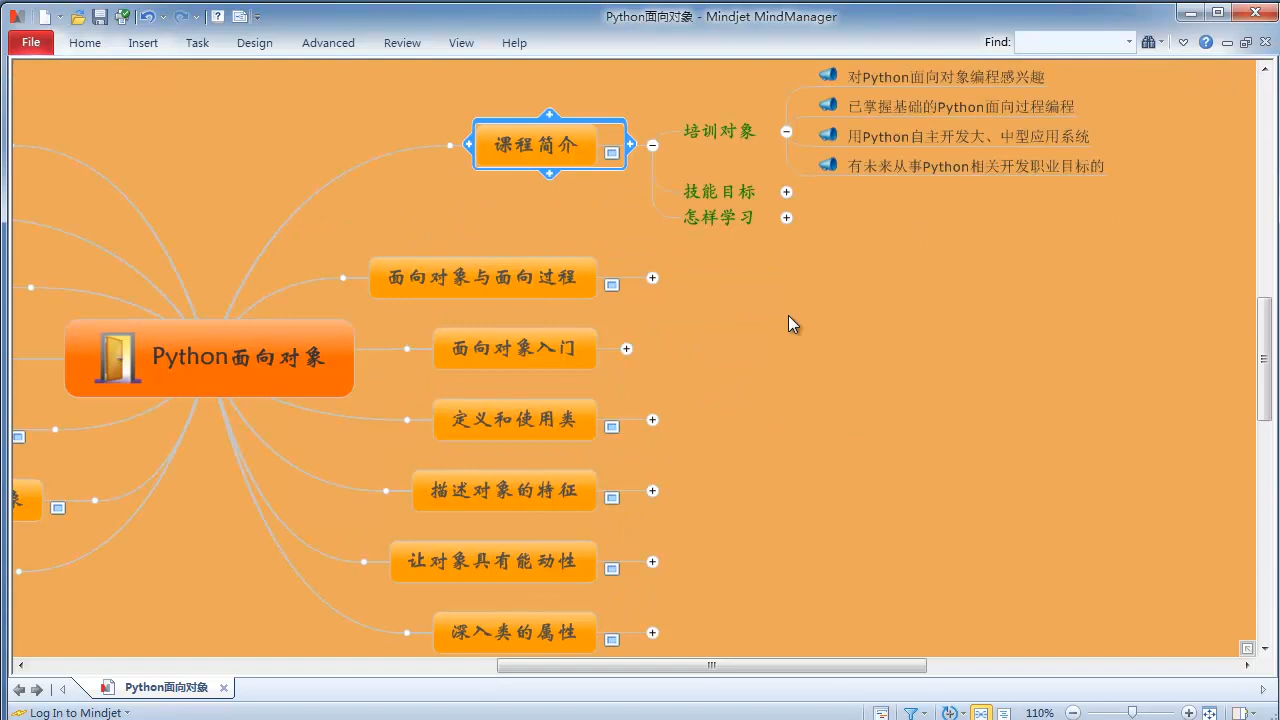 Python面向对象 - Mindjet MindManager
File Home Insert Task Design Advanced Review View Help Find:
对Python面向对象编程感兴趣
已掌握基础的Python面向过程编程
用Python自主开发大、中型应用系统
有未来从事Python相关开发职业目标的
课程简介
培训对象
技能目标
怎样学习
面向对象与面向过程
面向对象入门
Python面向对象
定义和使用类
描述对象的特征
象
让对象具有能动性
深入类的属性
Python面向对象
Log In to Mindjet
110%